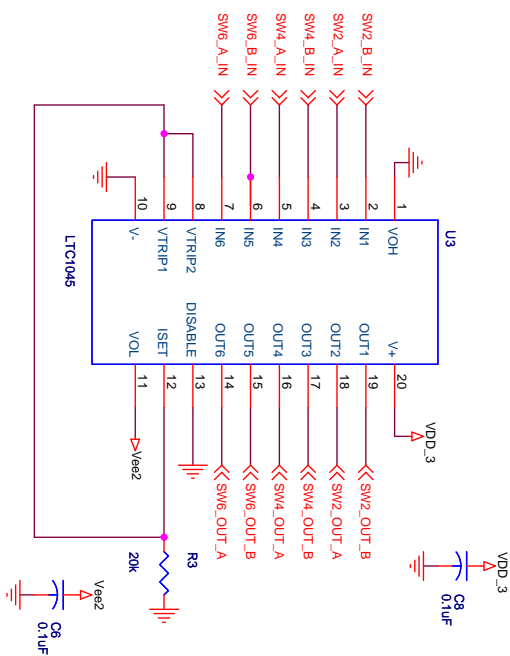 SW6_A_IN
SW6_B_IN
SW4_A_IN
SW4_B_IN
SW2_A_IN
SW2_B_IN
U3
LTC1045
1
VOH
2
IN1
3
IN2
4
IN3
5
IN4
6
IN5
7
IN6
8
VTRIP2
9
VTRIP1
10
V-
V+
20
OUT1
19
OUT2
18
OUT3
17
OUT4
16
OUT5
15
OUT6
14
DISABLE
13
ISET
12
VOL
11
VDD_3
Vee2
SW2_OUT_B
SW2_OUT_A
SW4_OUT_B
SW4_OUT_A
SW6_OUT_B
SW6_OUT_A
R3
20k
VDD_3
C8
0.1uF
Vee2
C6
0.1uF